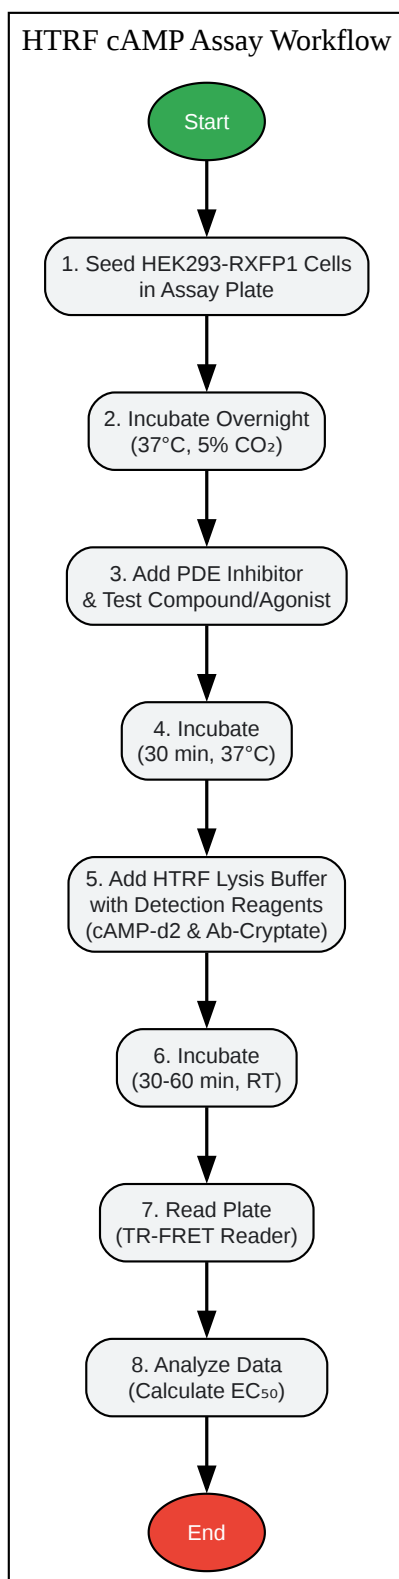 HTRF cAMP Assay Workflow
Start
1. Seed HEK293-RXFP1 Cells
in Assay Plate
2. Incubate Overnight
(37°C, 5% CO₂)
3. Add PDE Inhibitor
& Test Compound/Agonist
4. Incubate
(30 min, 37°C)
5. Add HTRF Lysis Buffer
with Detection Reagents
(cAMP-d2 & Ab-Cryptate)
6. Incubate
(30-60 min, RT)
7. Read Plate
(TR-FRET Reader)
8. Analyze Data
(Calculate EC₅₀)
End